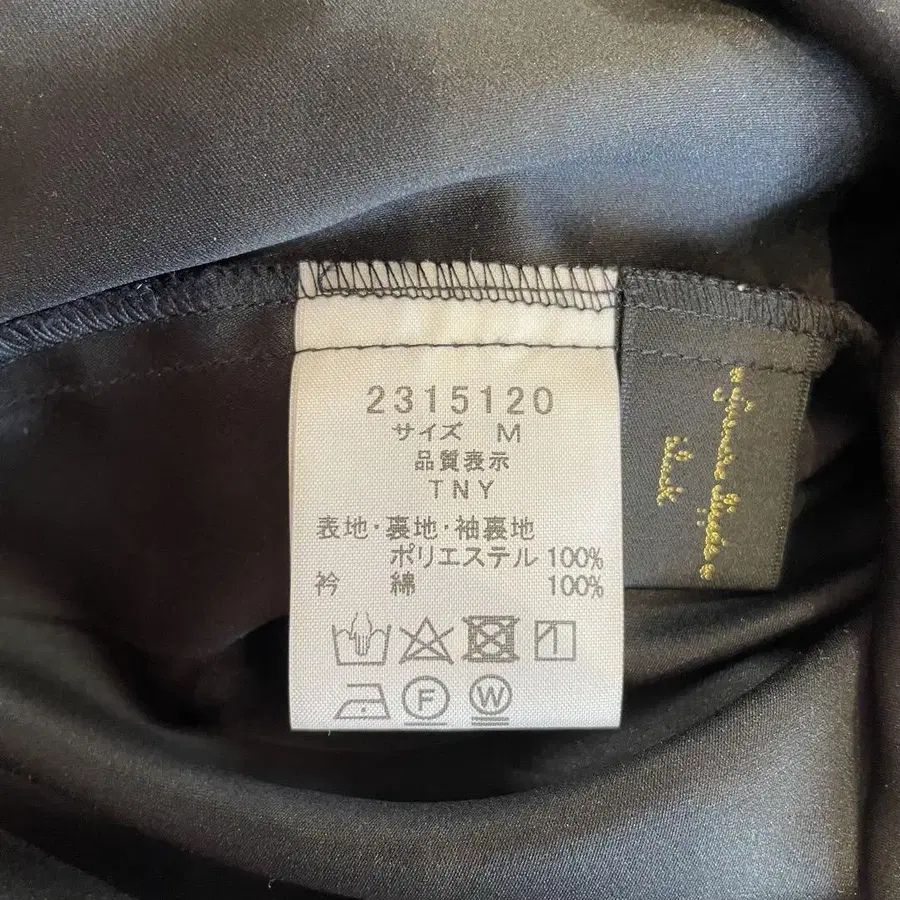 2315120
サイズ M
品質表示
TNY
表地・裏地・袖裏地
ポリエステル 100%
衿 綿 100%
F W